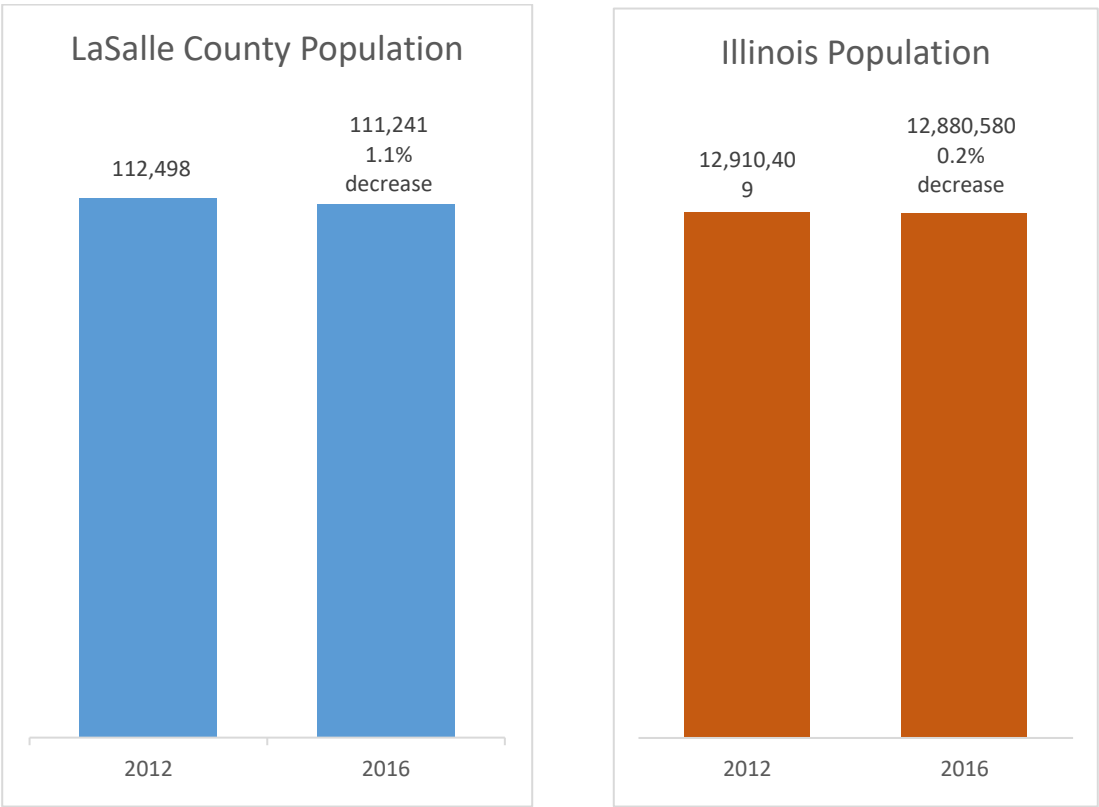 LaSalle County Population
112,498
111,241
1.1%
decrease
2012
2016
Illinois Population
12,910,40
9
12,880,580
0.2%
decrease
2012
2016